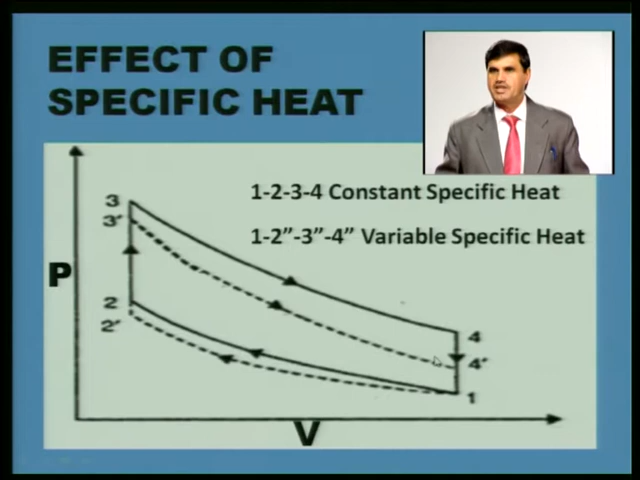 EFFECT OF
SPECIFIC HEAT
1-2-3-4 Constant Specific Heat
1-2”-3”-4” Variable Specific Heat
3
3'
P
2
2'
4
4'
1
V